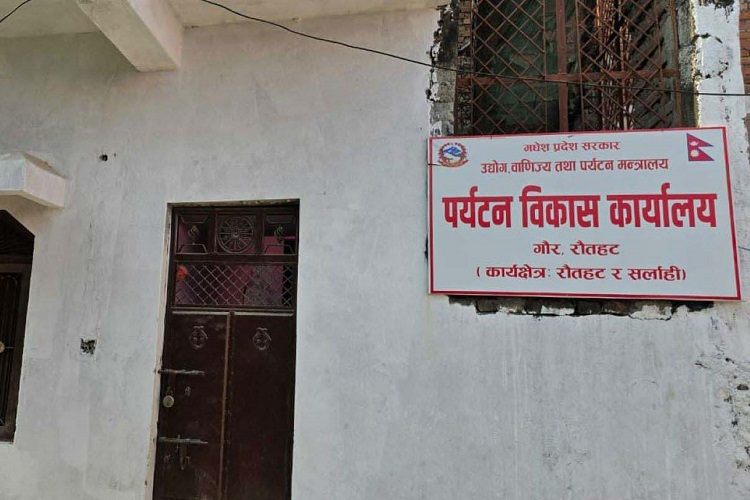 मधेश प्रदेश सरकार
उद्योग, वाणिज्य तथा पर्यटन मन्त्रालय
पर्यटन विकास कार्यालय
गौर, रौतहट
( कार्यक्षेत्रः रौतहट र सर्लाही)